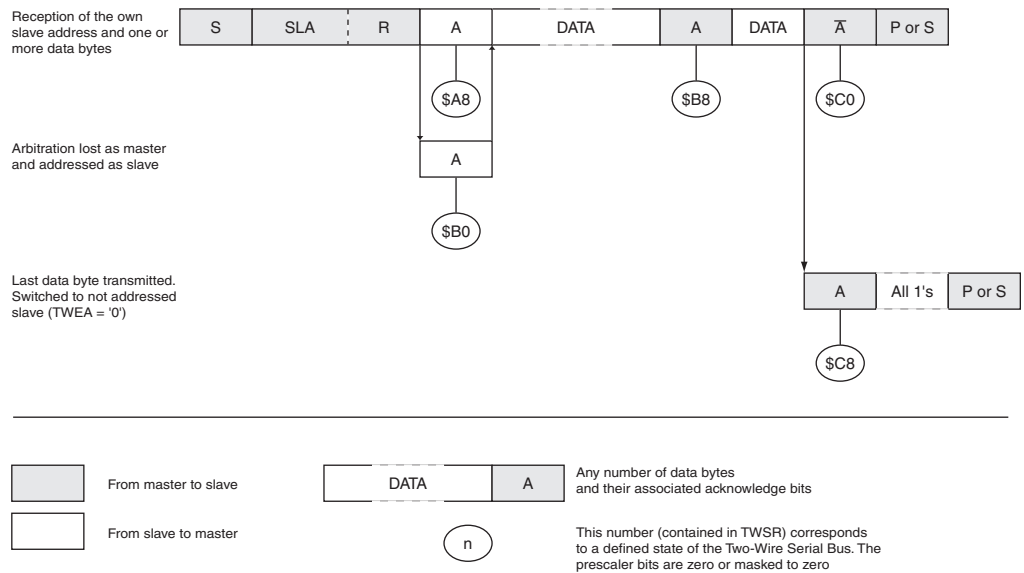 Reception of the own
slave address and one or
more data bytes
S SLA R A DATA A DATA A̅ P or S
$A8 $B8 $C0
Arbitration lost as master
and addressed as slave
A
$B0
Last data byte transmitted.
Switched to not addressed
slave (TWEA = '0')
A All 1's P or S
$C8
From master to slave
DATA A
Any number of data bytes
and their associated acknowledge bits
From slave to master
n
This number (contained in TWSR) corresponds
to a defined state of the Two-Wire Serial Bus. The
prescaler bits are zero or masked to zero